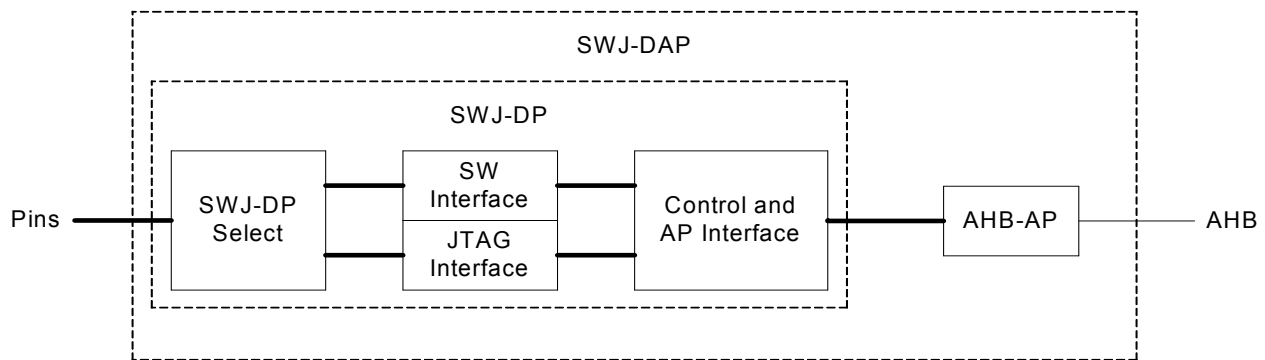 SWJ-DAP
SWJ-DP
Pins
SWJ-DP
Select
SW
Interface
JTAG
Interface
Control and
AP Interface
AHB-AP
AHB